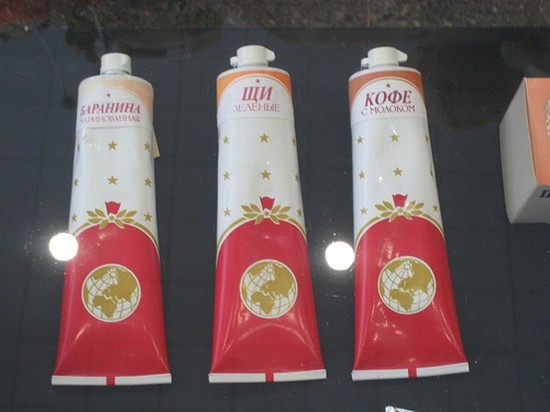 БАРАНИНА
МАРИНОВАННАЯ
ЩИ
ЗЕЛЕНЫЕ
КОФЕ
С МОЛОКОМ